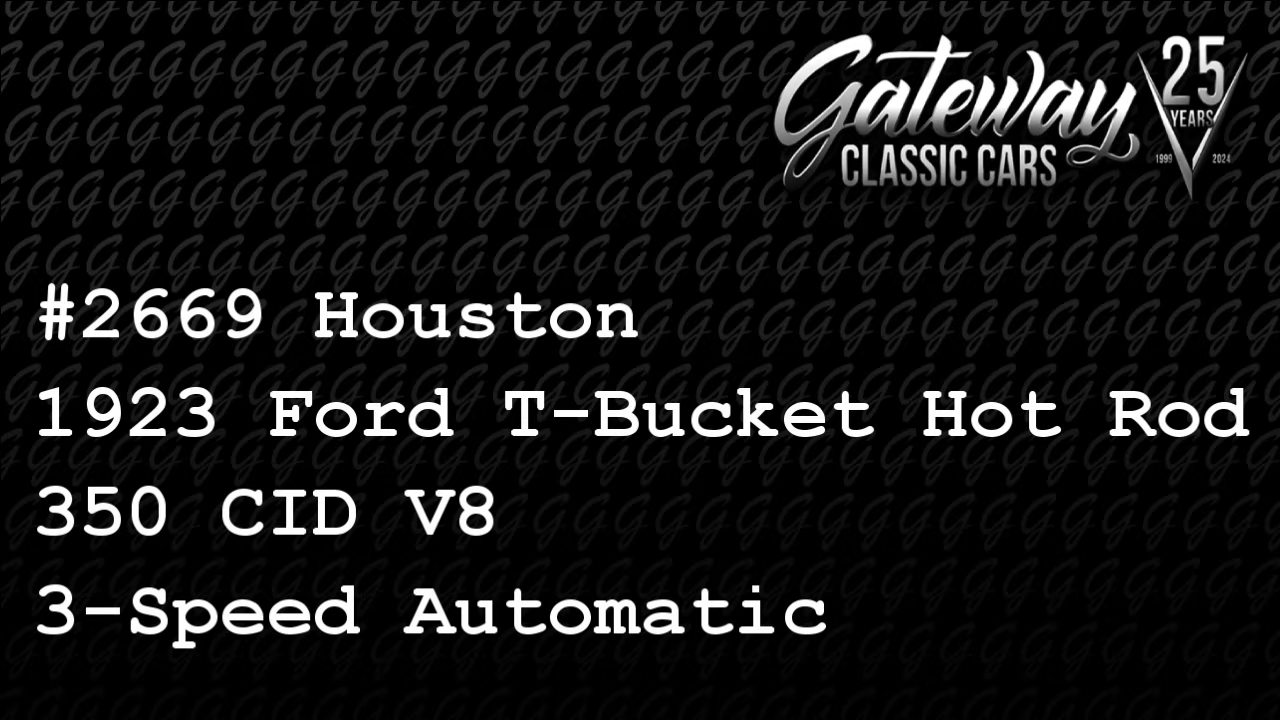 Gateway
CLASSIC CARS
25
YEARS
1999 2024
#2669 Houston
1923 Ford T-Bucket Hot Rod
350 CID V8
3-Speed Automatic